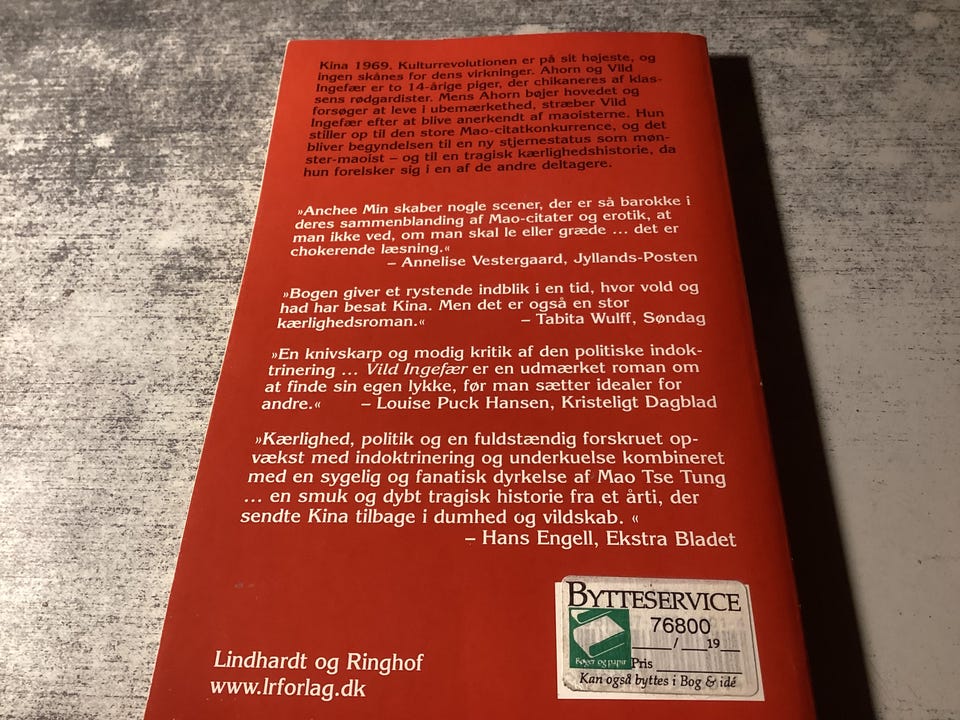 Kina 1969. Kulturrevolutionen er på sit højeste, og
ingen skånes for dens virkninger. Ahorn og Vild
Ingefær er to 14-årige piger, der chikaneres af klas-
sens rødgardister. Mens Ahorn bøjer hovedet og
forsøger at leve i ubemærkethed, stræber Vild
Ingefær efter at blive anerkendt af maoisterne. Hun
stiller op til den store Mao-citatkonkurrence, og det
bliver begyndelsen til en ny stjernestatus som møn-
ster-maoist – og til en tragisk kærlighedshistorie, da
hun forelsker sig i en af de andre deltagere.
»Anchee Min skaber nogle scener, der er så barokke i
deres sammenblanding af Mao-citater og erotik, at
man ikke ved, om man skal le eller græde ... det er
chokerende læsning.«
– Annelise Vestergaard, Jyllands-Posten
»Bogen giver et rystende indblik i en tid, hvor vold og
had har besat Kina. Men det er også en stor
kærlighedsroman.« – Tabita Wulff, Søndag
»En knivskarp og modig kritik af den politiske indok-
trinering ... Vild Ingefær er en udmærket roman om
at finde sin egen lykke, før man sætter idealer for
andre.« – Louise Puck Hansen, Kristeligt Dagblad
»Kærlighed, politik og en fuldstændig forskruet op-
vækst med indoktrinering og underkuelse kombineret
med en sygelig og fanatisk dyrkelse af Mao Tse Tung
... en smuk og dybt tragisk historie fra et årti, der
sendte Kina tilbage i dumhed og vildskab. «
– Hans Engell, Ekstra Bladet
BYTTESERVICE
76800
____/____19__
Bøger og papir
Pris
Kan også byttes i Bog & idé
Lindhardt og Ringhof
www.lrforlag.dk